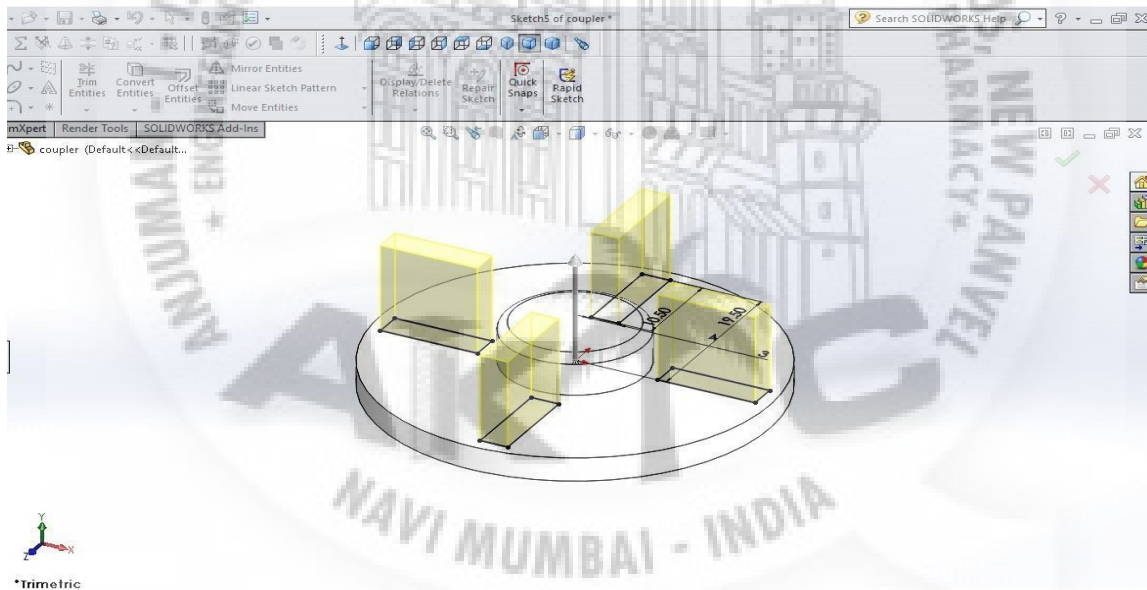 Sketch5 of coupler *
Search SOLIDWORKS Help
Trim Entities
Convert Entities
Offset Entities
Mirror Entities
Linear Sketch Pattern
Move Entities
Display/Delete Relations
Repair Sketch
Quick Snaps
Rapid Sketch
mXpert
Render Tools
SOLIDWORKS Add-Ins
coupler (Default<<Default...
19.50
Y
X
Z
*Trimetric
ANJUMA
NEW PANVEL
NAVI MUMBAI - INDIA
AKTC